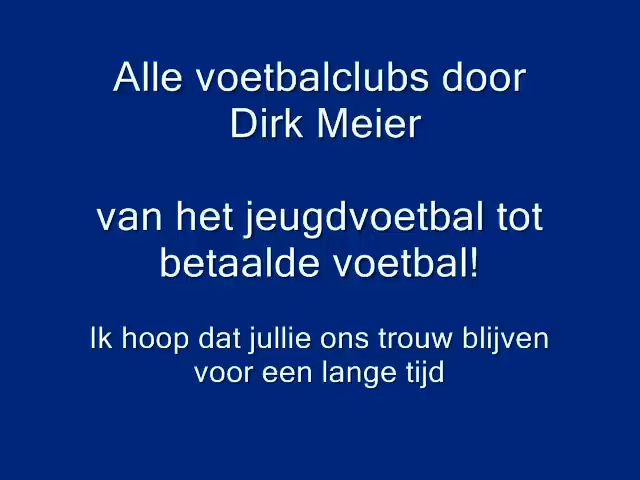 Alle voetbalclubs door
Dirk Meier
van het jeugdvoetbal tot
betaalde voetbal!
Ik hoop dat jullie ons trouw blijven
voor een lange tijd